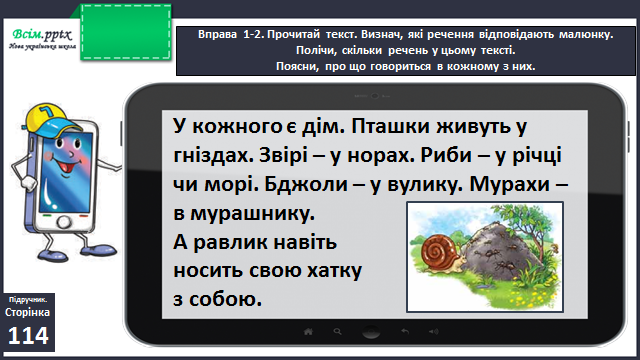 Всім.pptx
Нова українська школа
Вправа 1-2. Прочитай текст. Визнач, які речення відповідають малюнку.
Полічи, скільки речень у цьому тексті.
Поясни, про що говориться в кожному з них.
У кожного є дім. Пташки живуть у
гніздах. Звірі – у норах. Риби – у річці
чи морі. Бджоли – у вулику. Мурахи –
в мурашнику.
А равлик навіть
носить свою хатку
з собою.
Підручник.
Сторінка
114